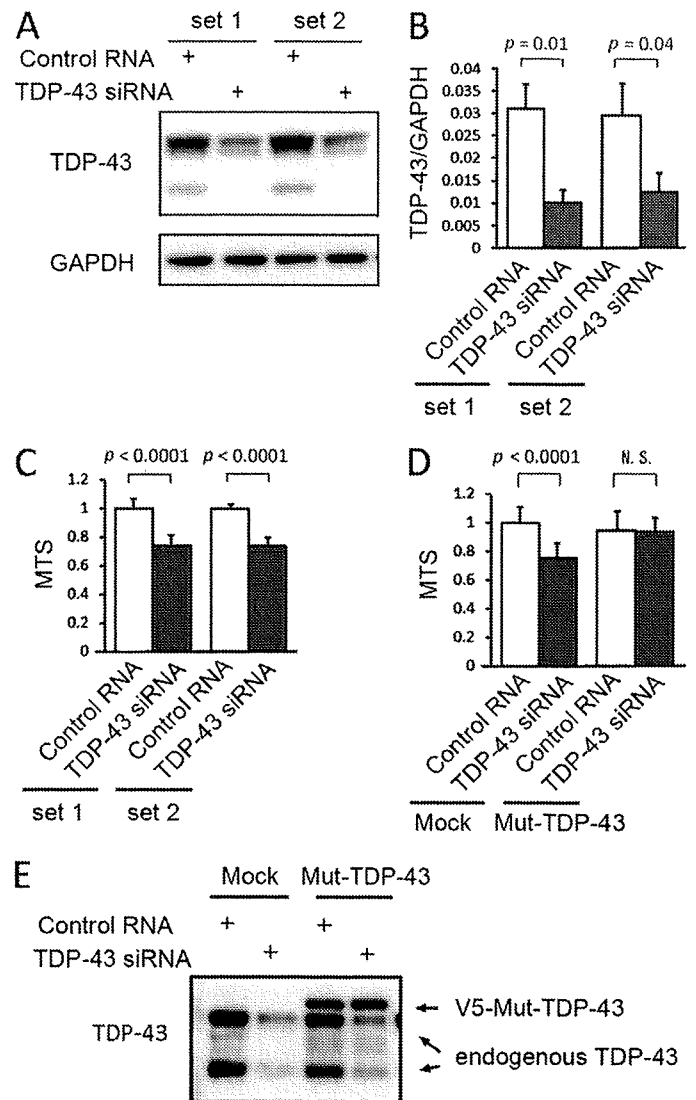 A
set 1 set 2
Control RNA + +
TDP-43 siRNA + +
TDP-43
GAPDH
B
p = 0.01 p = 0.04
TDP-43/GAPDH
0.04
0.035
0.03
0.025
0.02
0.015
0.01
0.005
0
Control RNA
TDP-43 siRNA
Control RNA
TDP-43 siRNA
set 1 set 2
C
p < 0.0001 p < 0.0001
MTS
1.2
1
0.8
0.6
0.4
0.2
0
Control RNA
TDP-43 siRNA
Control RNA
TDP-43 siRNA
set 1 set 2
D
p < 0.0001 N. S.
MTS
1.2
1
0.8
0.6
0.4
0.2
0
Control RNA
TDP-43 siRNA
Control RNA
TDP-43 siRNA
Mock Mut-TDP-43
E
Mock Mut-TDP-43
Control RNA + +
TDP-43 siRNA + +
TDP-43
V5-Mut-TDP-43
endogenous TDP-43